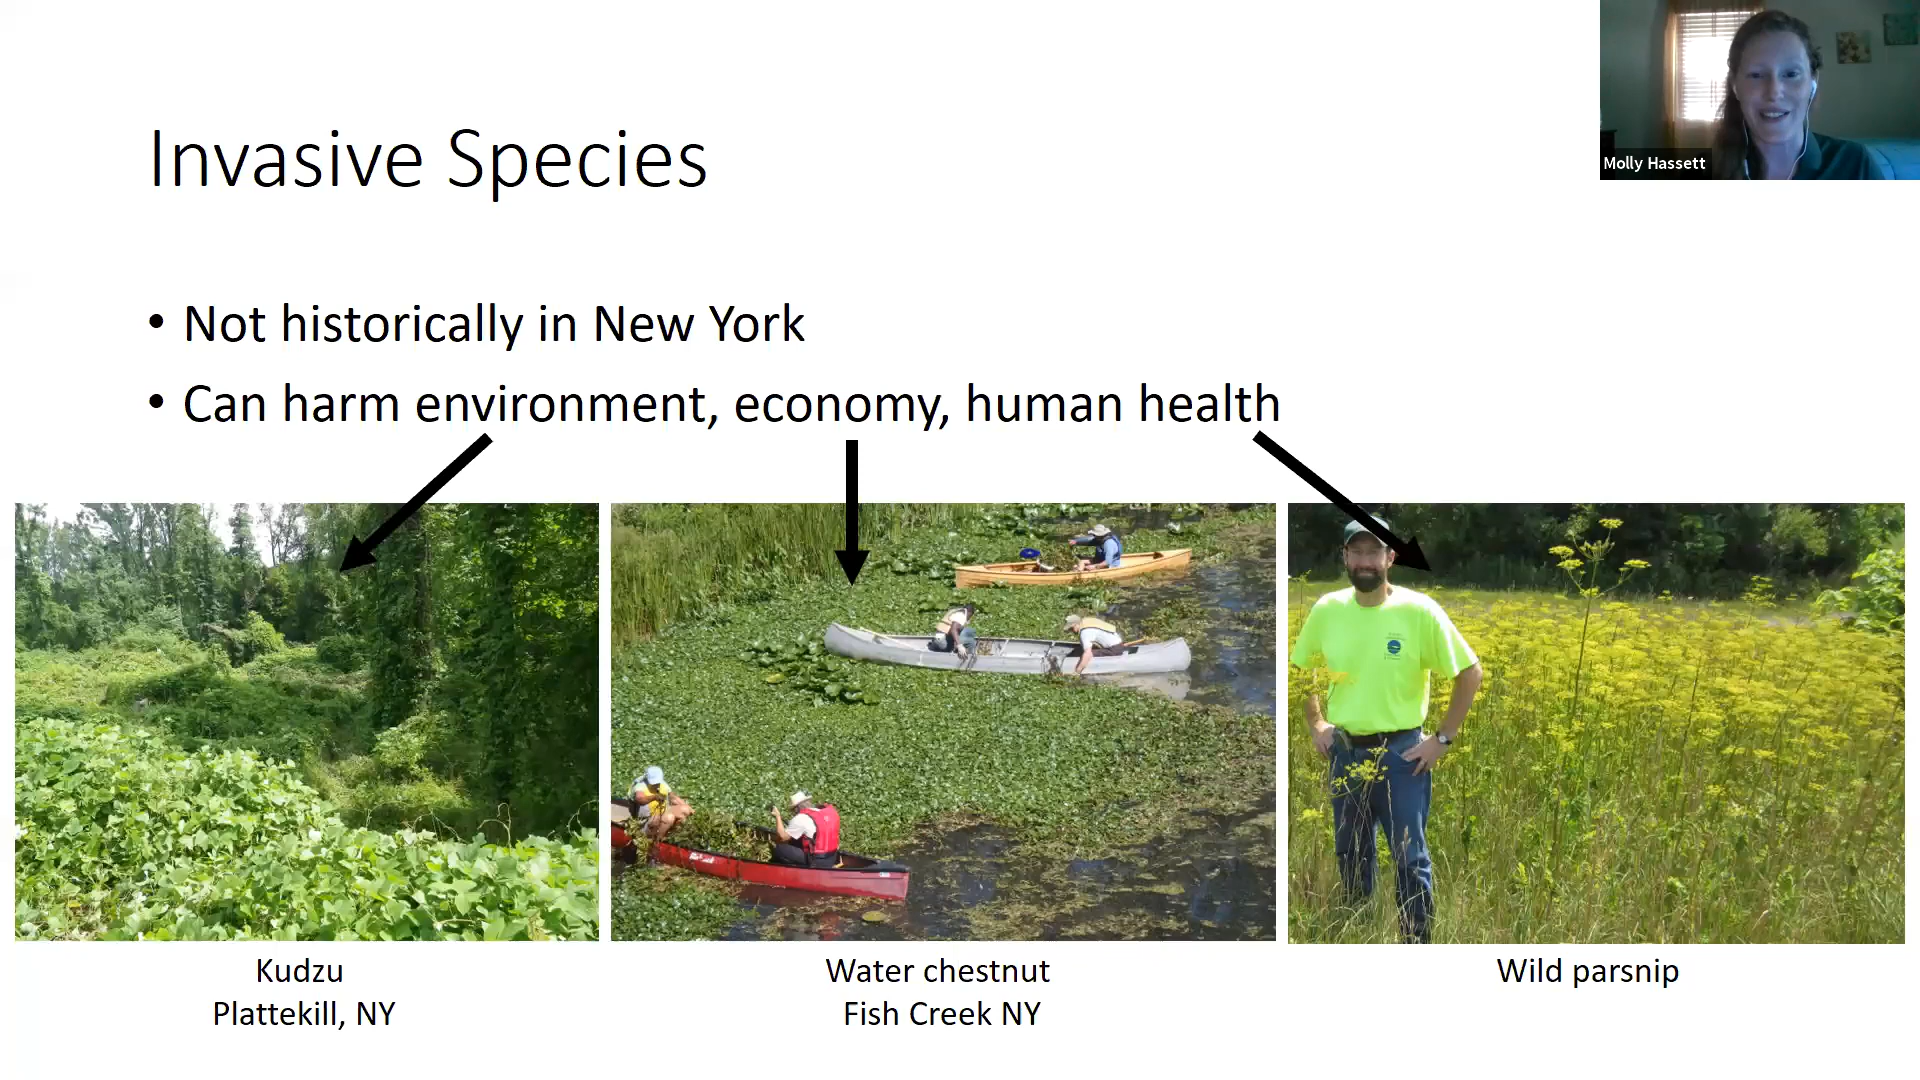 Invasive Species
Molly Hassett
• Not historically in New York
• Can harm environment, economy, human health
Kudzu
Plattekill, NY
Water chestnut
Fish Creek NY
Wild parsnip